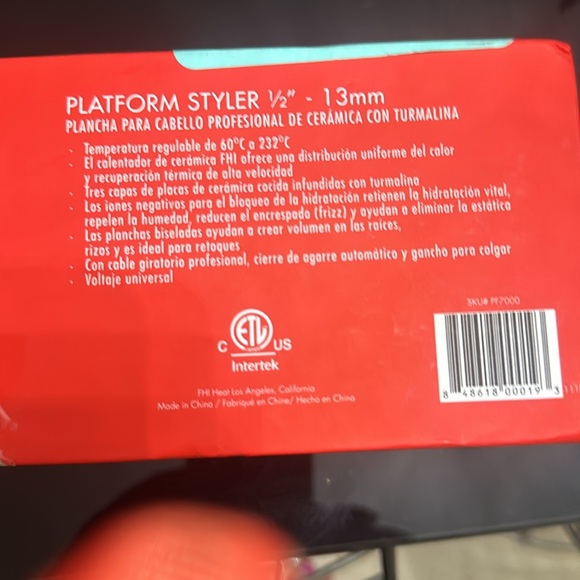 PLATFORM STYLER ½" - 13mm
PLANCHA PARA CABELLO PROFESIONAL DE CERÁMICA CON TURMALINA
- Temperatura regulable de 60°C a 232°C
- El calentador de cerámica FHI ofrece una distribución uniforme del calor
y recuperación térmica de alta velocidad
- Tres capas de placas de cerámica cocida infundidas con turmalina
- Los iones negativos para el bloqueo de la hidratación retienen la hidratación vital,
repelen la humedad, reducen el encrespado (frizz) y ayudan a eliminar la estática
- Las planchas biseladas ayudan a crear volumen en las raíces,
rizos y es ideal para retoques
- Con cable giratorio profesional, cierre de agarre automático y gancho para colgar
- Voltaje universal
SKU# PF7000
C ETL US
Intertek
8 48618 00019 3
FHI Heat Los Angeles, California
Made in China / Fabriqué en Chine/ Hecho en China